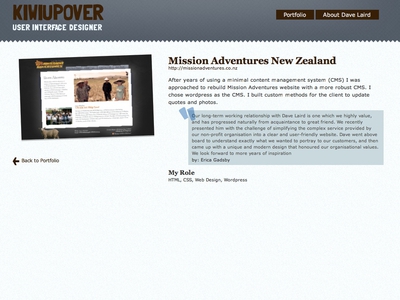 KIWIUPOVER
USER INTERFACE DESIGNER
Portfolio
About Dave Laird
Mission Adventures New Zealand
http://missionadventures.co.nz
After years of using a minimal content management system (CMS) I was
approached to rebuild Mission Adventures website with a more robust CMS. I
chose wordpress as the CMS. I built custom methods for the client to update
quotes and photos.
Our long-term working relationship with Dave Laird is one which we highly value,
and has progressed naturally from acquaintance to great friend. We recently
presented him with the challenge of simplifying the complex service provided by
our non-profit organisation into a clear and user-friendly website. Dave went above
board to understand exactly what we wanted to portray to our customers, and then
came up with a unique and modern design that honoured our organisational values.
We look forward to more years of inspiration
by: Erica Gadsby
Back to Portfolio
My Role
HTML, CSS, Web Design, Wordpress